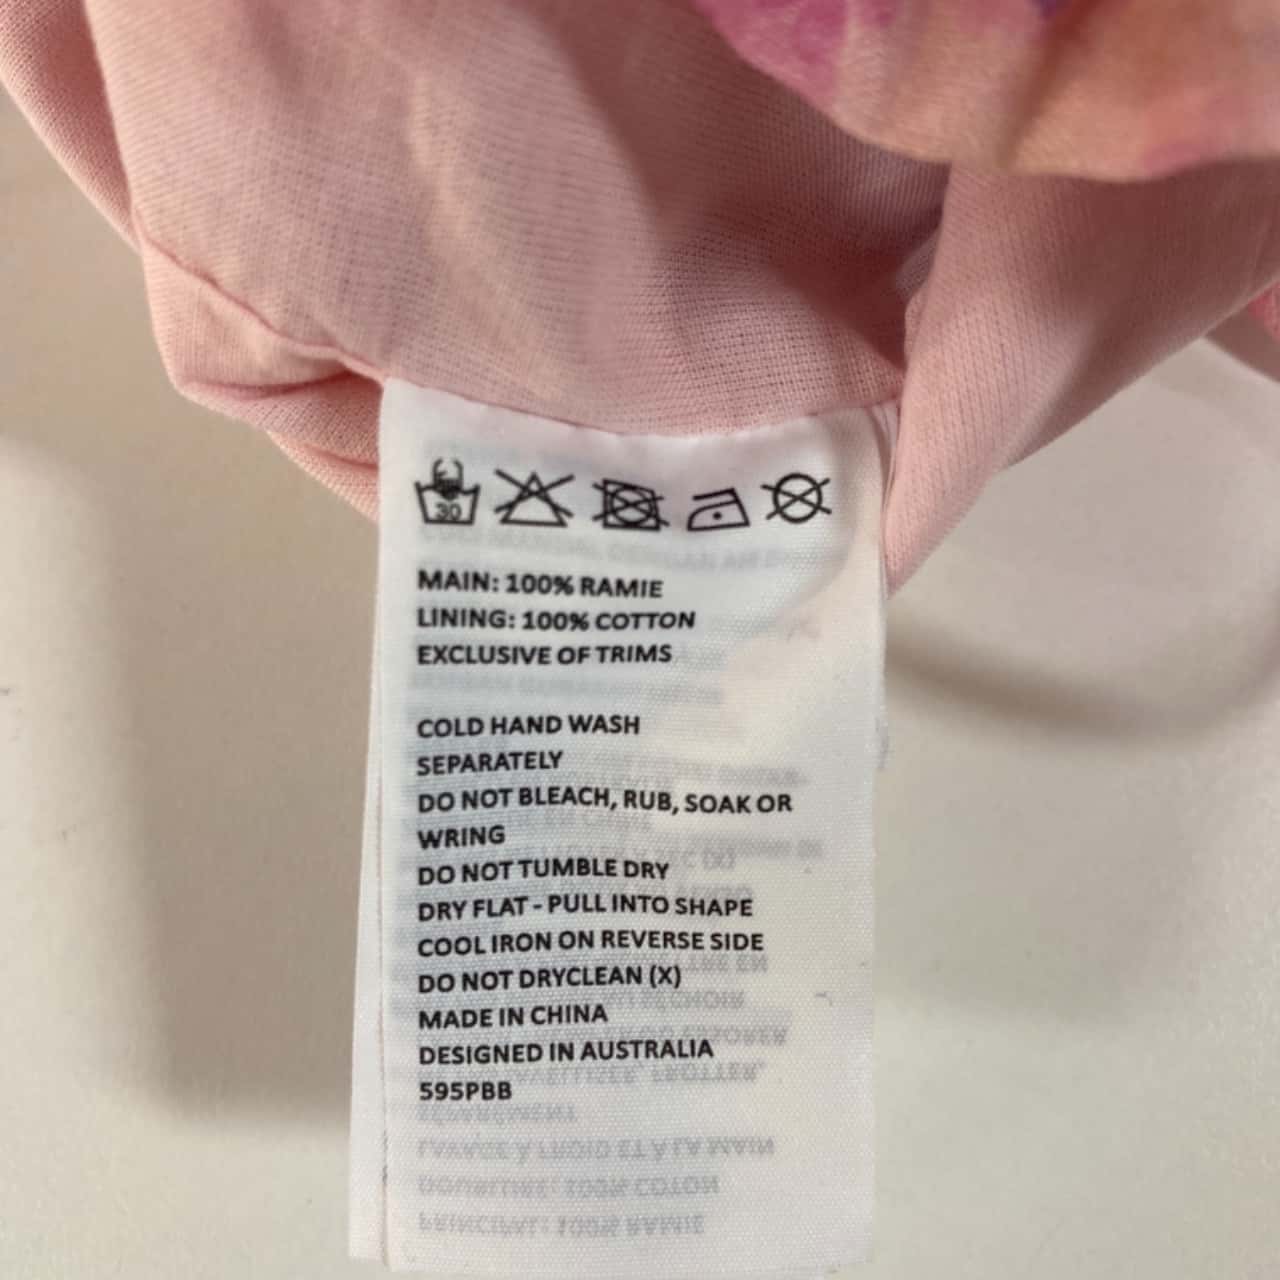 30
MAIN: 100% RAMIE
LINING: 100% COTTON
EXCLUSIVE OF TRIMS
COLD HAND WASH
SEPARATELY
DO NOT BLEACH, RUB, SOAK OR
WRING
DO NOT TUMBLE DRY
DRY FLAT - PULL INTO SHAPE
COOL IRON ON REVERSE SIDE
DO NOT DRYCLEAN (X)
MADE IN CHINA
DESIGNED IN AUSTRALIA
595PBB